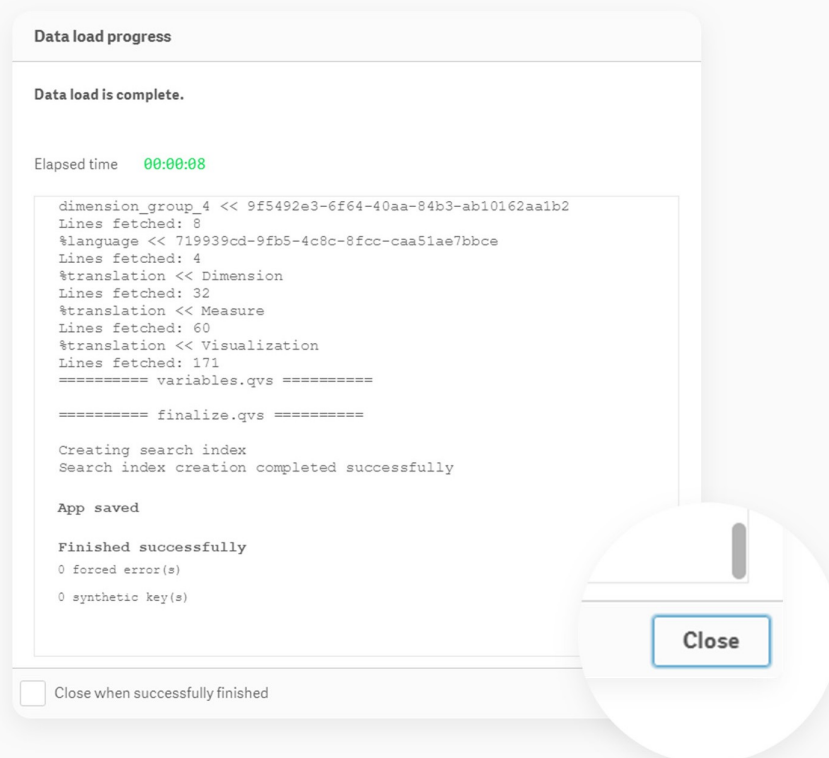 Data load progress
Data load is complete.
Elapsed time 00:00:08
dimension_group_4 << 9f5492e3-6f64-40aa-84b3-ab10162aa1b2
Lines fetched: 8
%language << 719939cd-9fb5-4c8c-8fcc-caa51ae7bbce
Lines fetched: 4
%translation << Dimension
Lines fetched: 32
%translation << Measure
Lines fetched: 60
%translation << Visualization
Lines fetched: 171
========== variables.qvs ==========
========== finalize.qvs ==========
Creating search index
Search index creation completed successfully
App saved
Finished successfully
0 forced error(s)
0 synthetic key(s)
Close
Close when successfully finished